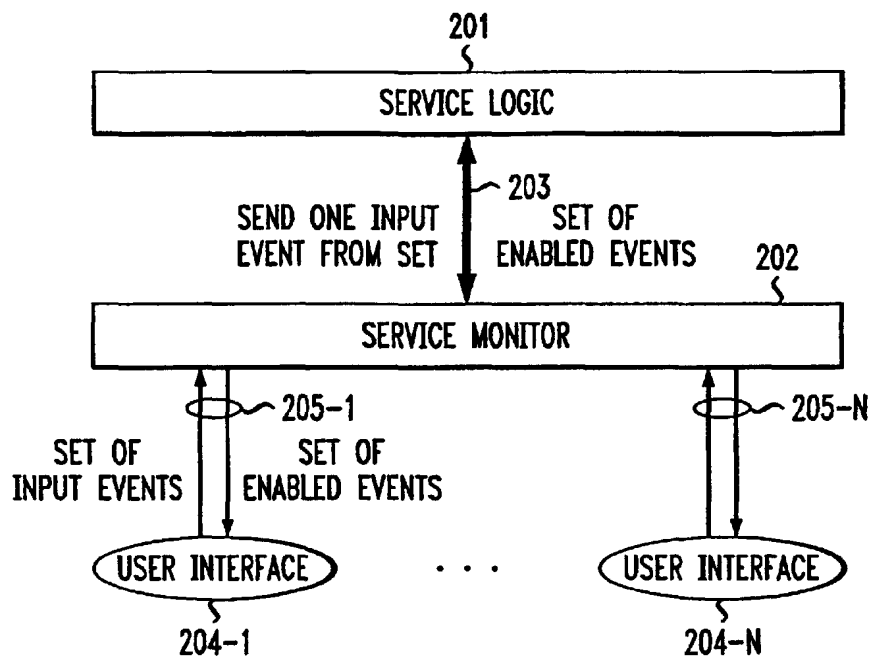 201
SERVICE LOGIC
203
SEND ONE INPUT
EVENT FROM SET
SET OF
ENABLED EVENTS
202
SERVICE MONITOR
205-1
205-N
SET OF
INPUT EVENTS
SET OF
ENABLED EVENTS
USER INTERFACE
. . .
USER INTERFACE
204-1
204-N